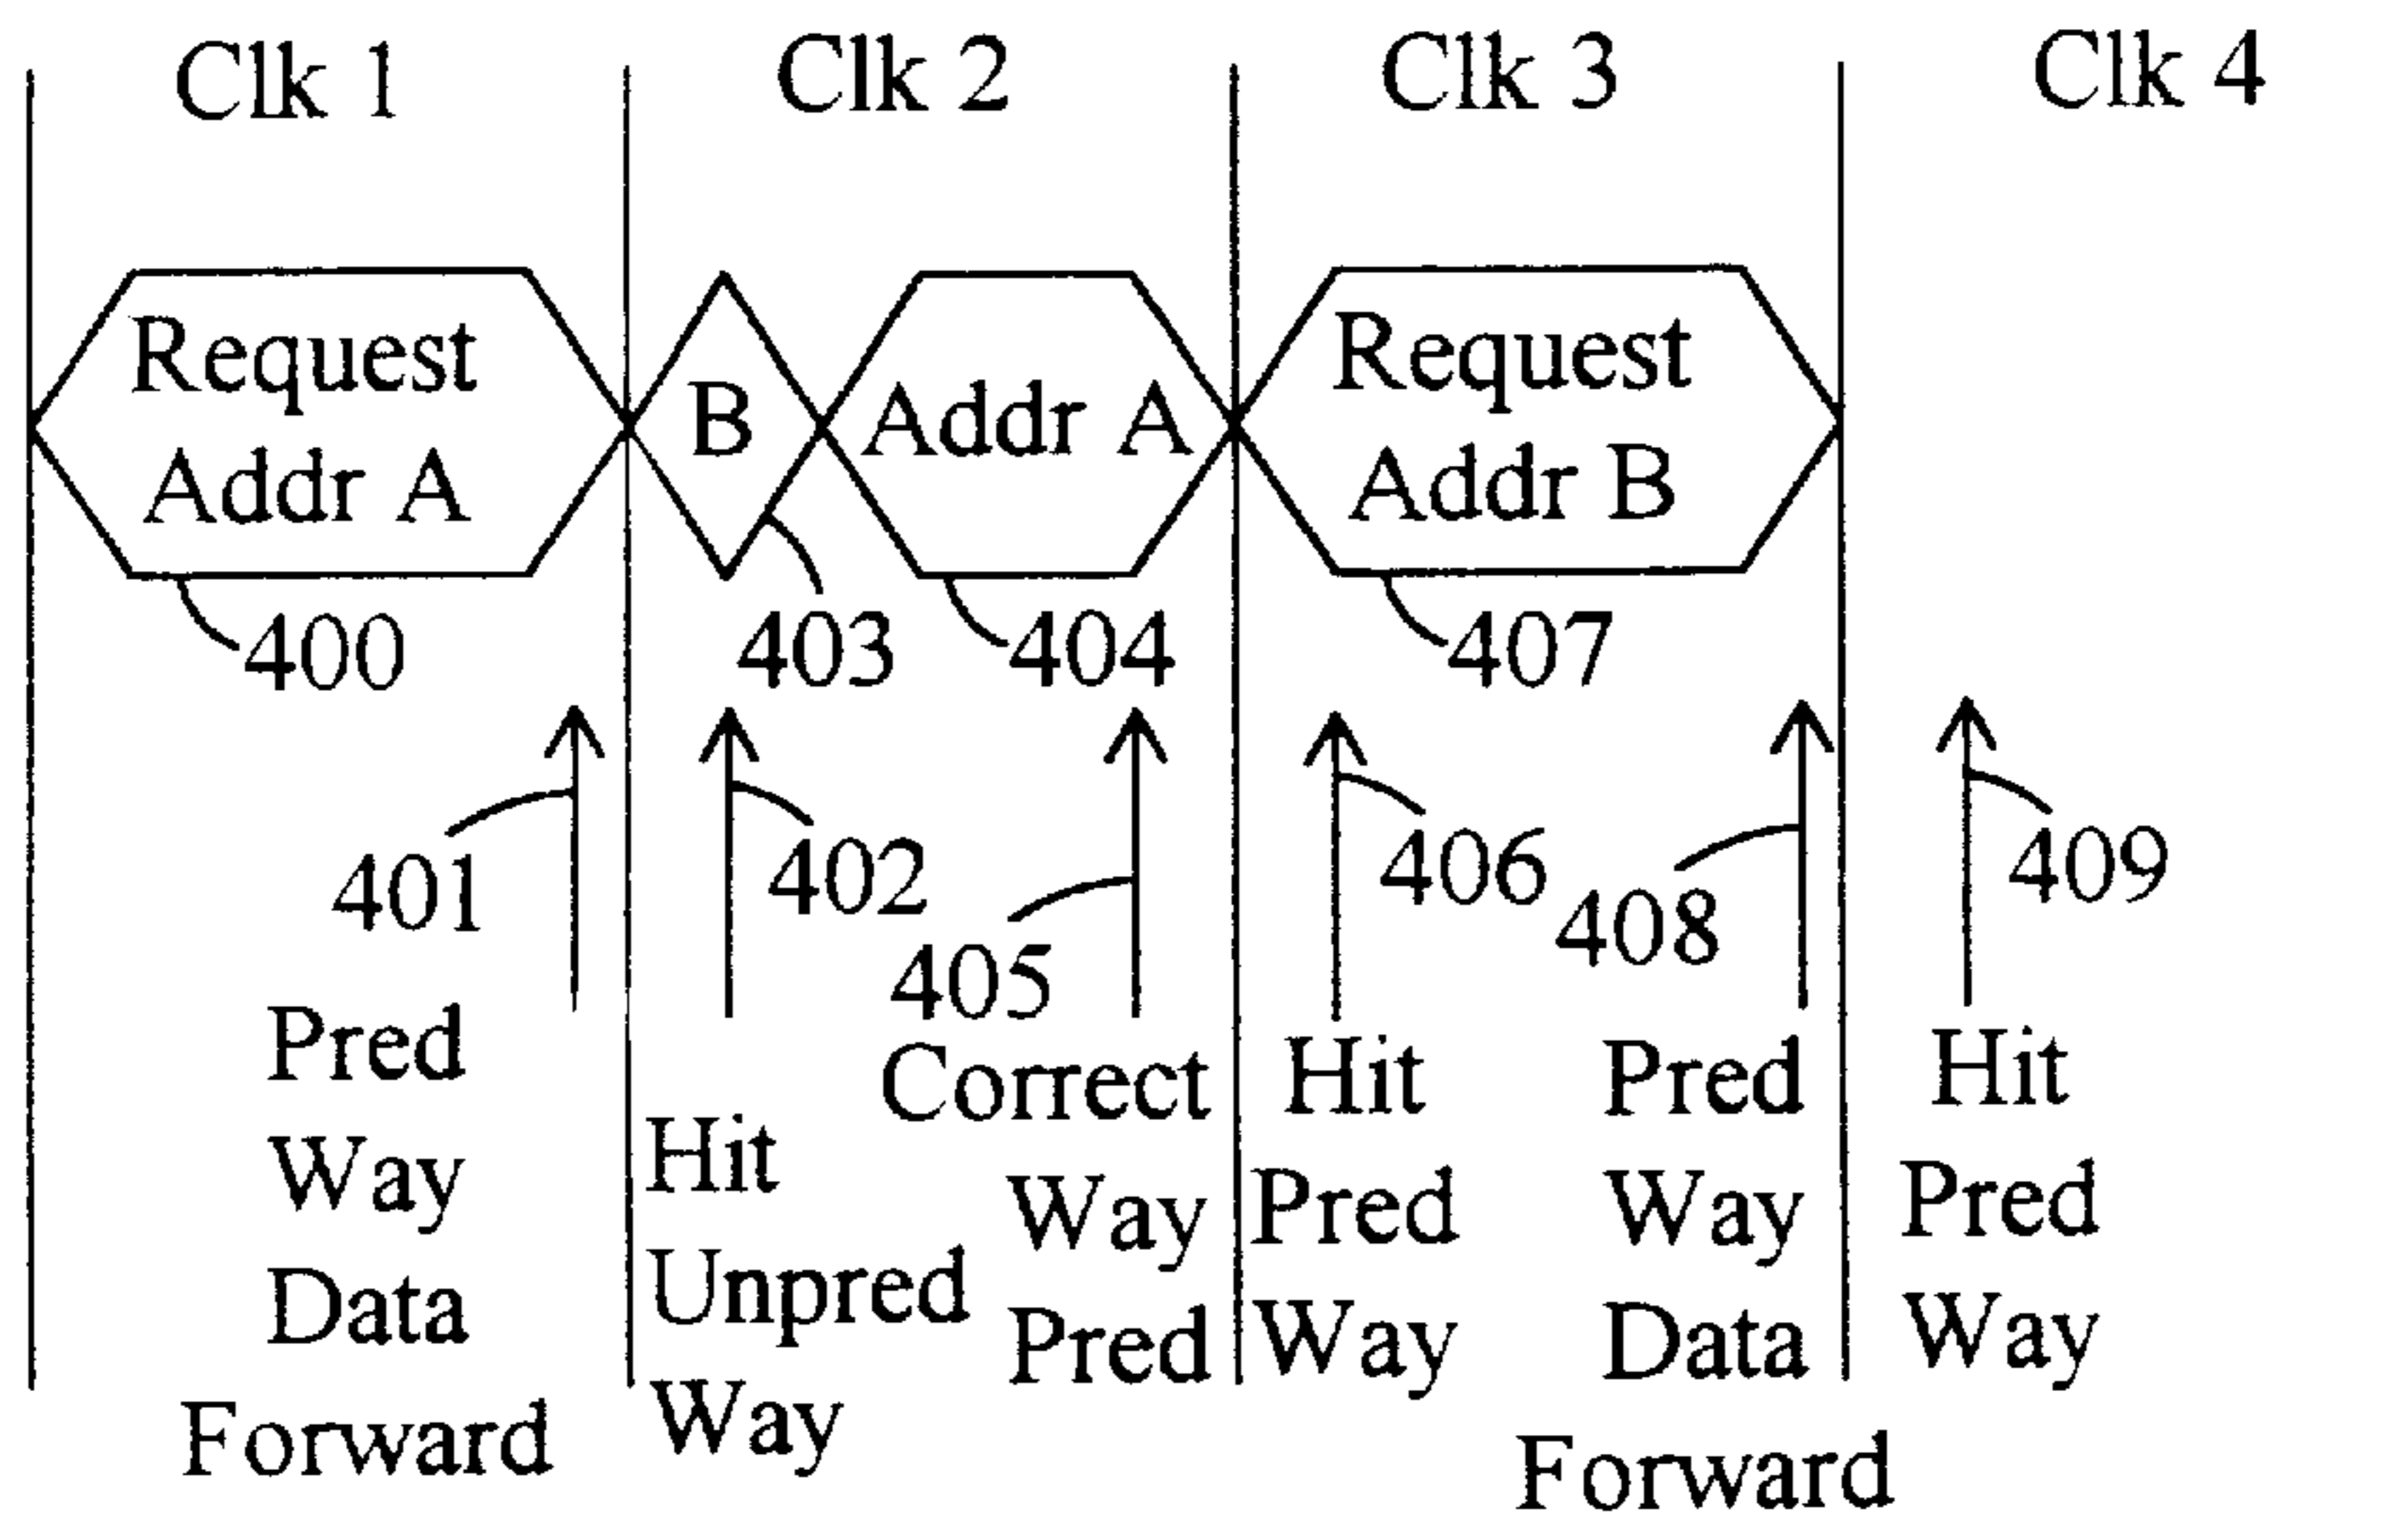 Clk 1
Clk 2
Clk 3
Clk 4
Request
Addr A
B
Addr A
Request
Addr B
400
403
404
407
401
402
405
406
408
409
Pred
Way
Data
Forward
Hit
Unpred
Way
Correct
Way
Pred
Hit
Pred
Way
Pred
Way
Data
Forward
Hit
Pred
Way